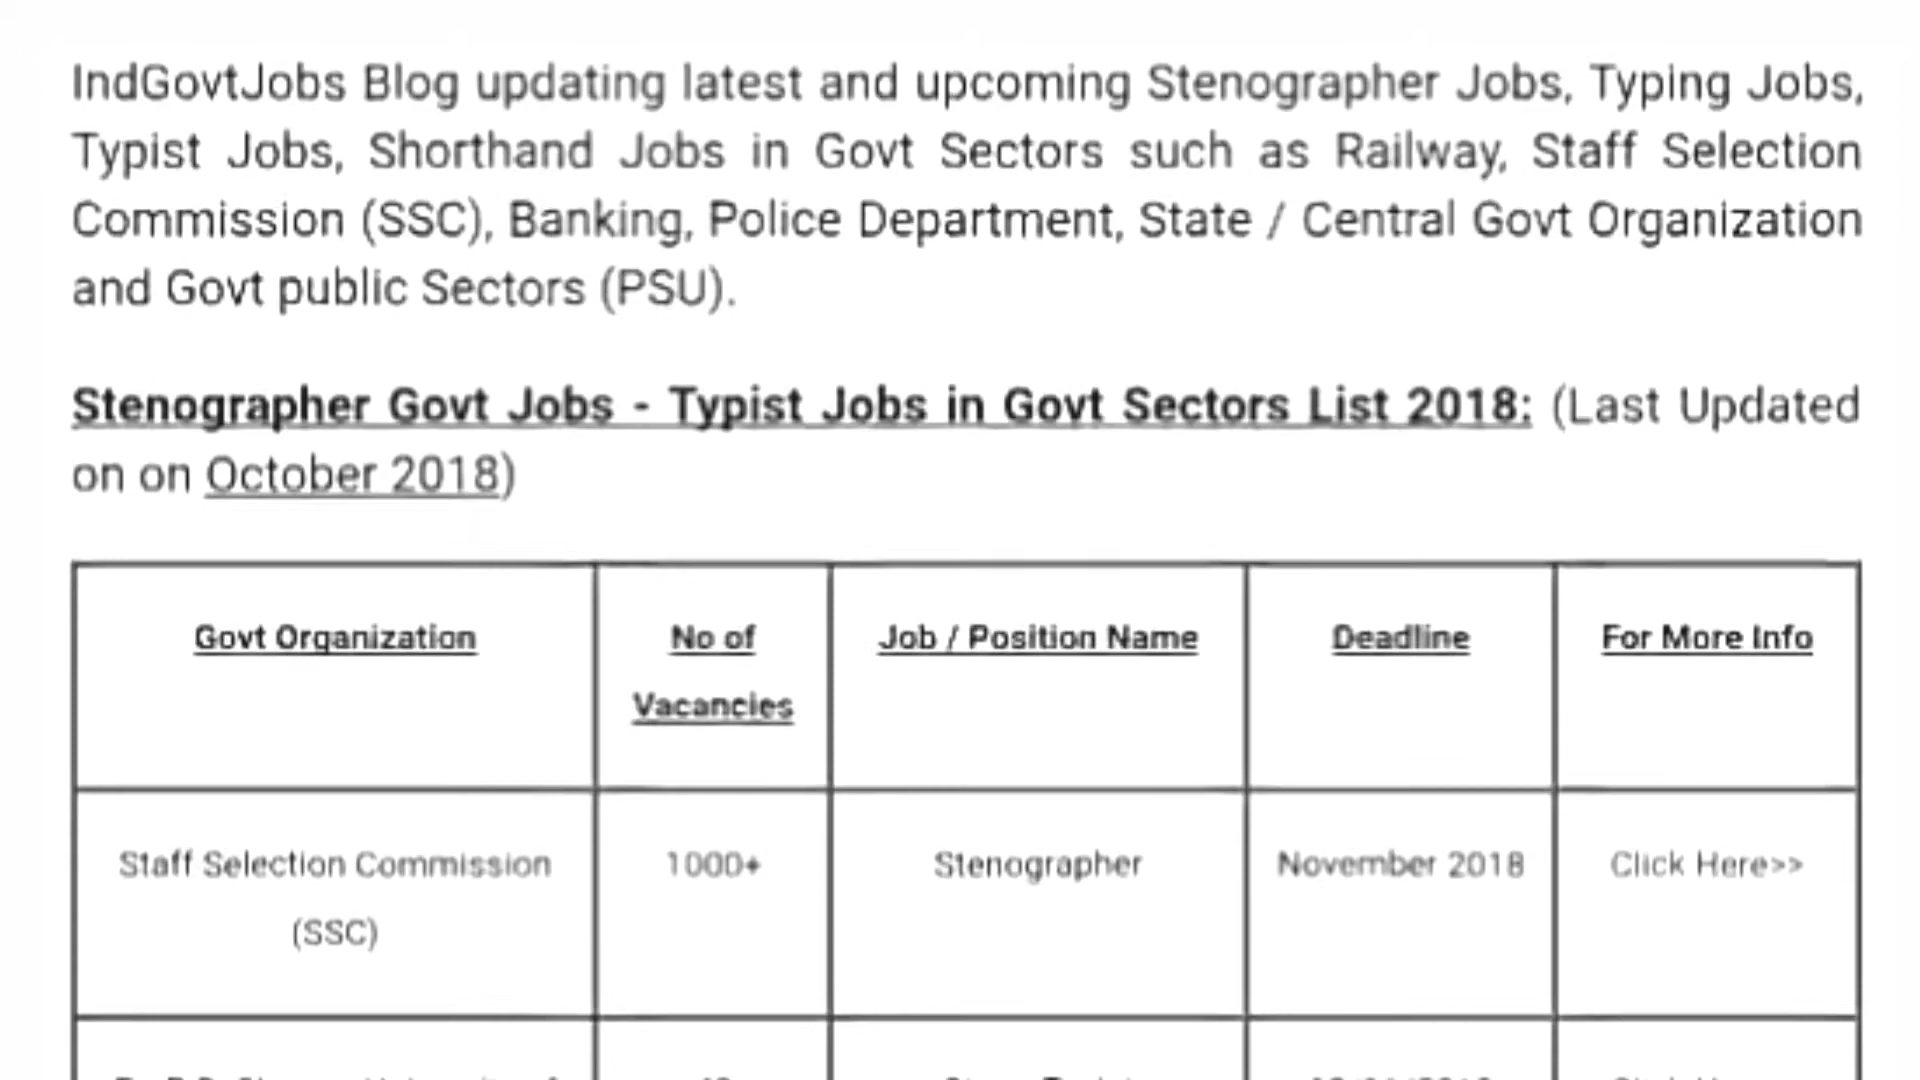 IndGovtJobs Blog updating latest and upcoming Stenographer Jobs, Typing Jobs,
Typist Jobs, Shorthand Jobs in Govt Sectors such as Railway, Staff Selection
Commission (SSC), Banking, Police Department, State / Central Govt Organization
and Govt public Sectors (PSU).
Stenographer Govt Jobs - Typist Jobs in Govt Sectors List 2018: (Last Updated
on on October 2018)
Govt Organization
No of
Vacancies
Job / Position Name
Deadline
For More Info
Staff Selection Commission
(SSC)
1000+
Stenographer
November 2018
Click Here>>